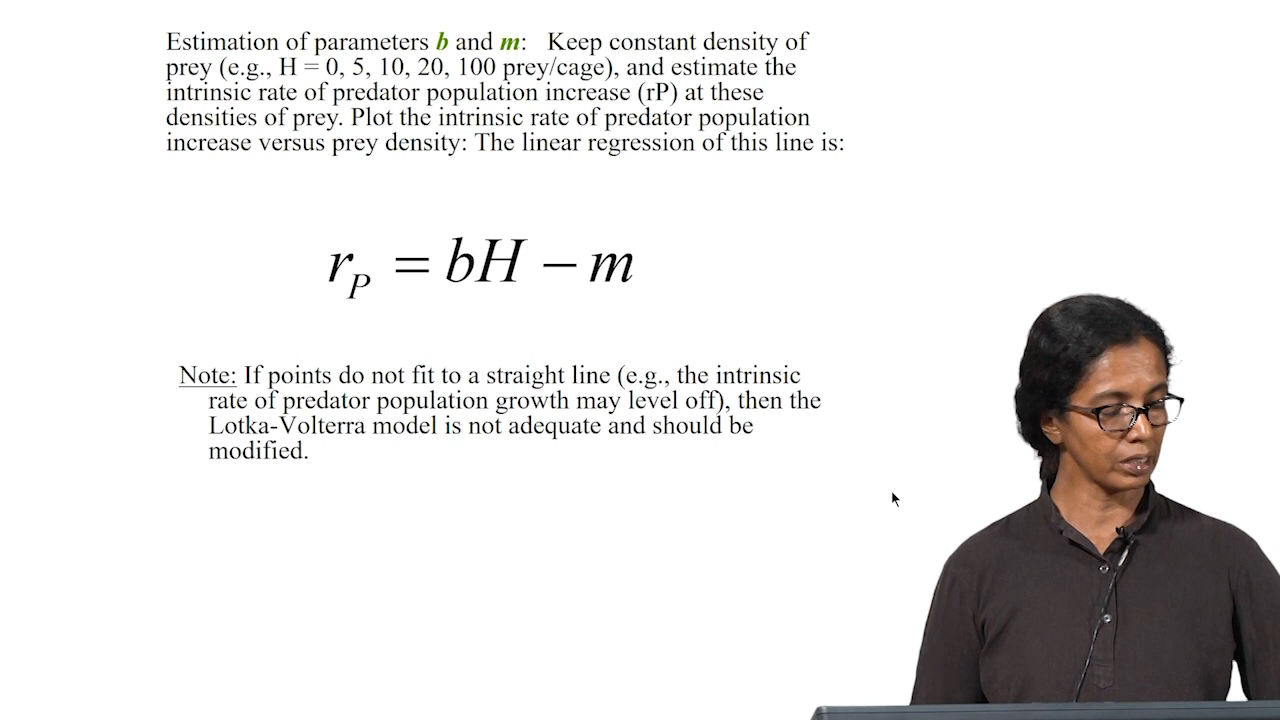 Estimation of parameters b and m: Keep constant density of
prey (e.g., H = 0, 5, 10, 20, 100 prey/cage), and estimate the
intrinsic rate of predator population increase (rP) at these
densities of prey. Plot the intrinsic rate of predator population
increase versus prey density: The linear regression of this line is:
r_P = bH − m
Note: If points do not fit to a straight line (e.g., the intrinsic
rate of predator population growth may level off), then the
Lotka-Volterra model is not adequate and should be
modified.